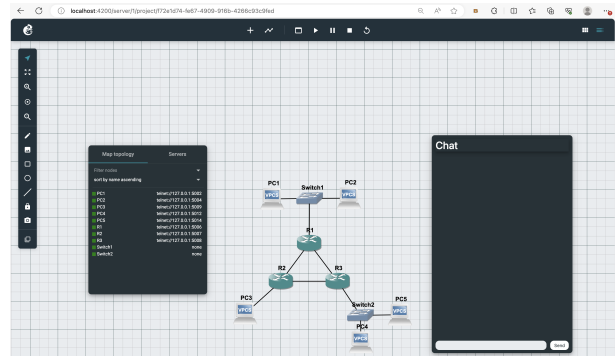 localhost:4200/server/1/project/f72e1d74-fe67-4909-916b-4266c93c9fed
Map topology Servers
Filter nodes
sort by name ascending
PC1 telnet://127.0.0.1:5002
PC2 telnet://127.0.0.1:5004
PC3 telnet://127.0.0.1:5009
PC4 telnet://127.0.0.1:5012
PC5 telnet://127.0.0.1:5014
R1 telnet://127.0.0.1:5006
R2 telnet://127.0.0.1:5007
R3 telnet://127.0.0.1:5008
Switch1 none
Switch2 none
PC1
Switch1
PC2
VPCS
VPCS
R1
R2
R3
PC3
VPCS
Switch2
PC5
VPCS
PC4
VPCS
Chat
Send